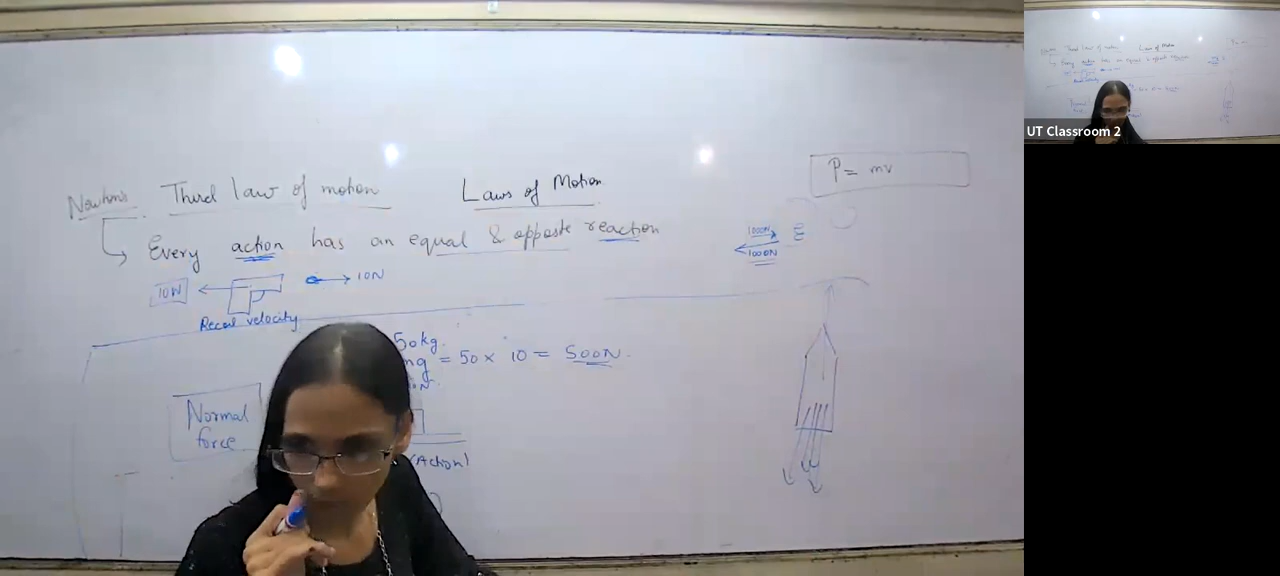 Newtons Third law of motion
Laws of Motion
P = mv
Every action has an equal & opposite reaction
1000N
1000N
10N
10N
Recoil velocity
50kg.
mg = 50 x 10 = 500N.
Normal
force
(Action)
UT Classroom 2